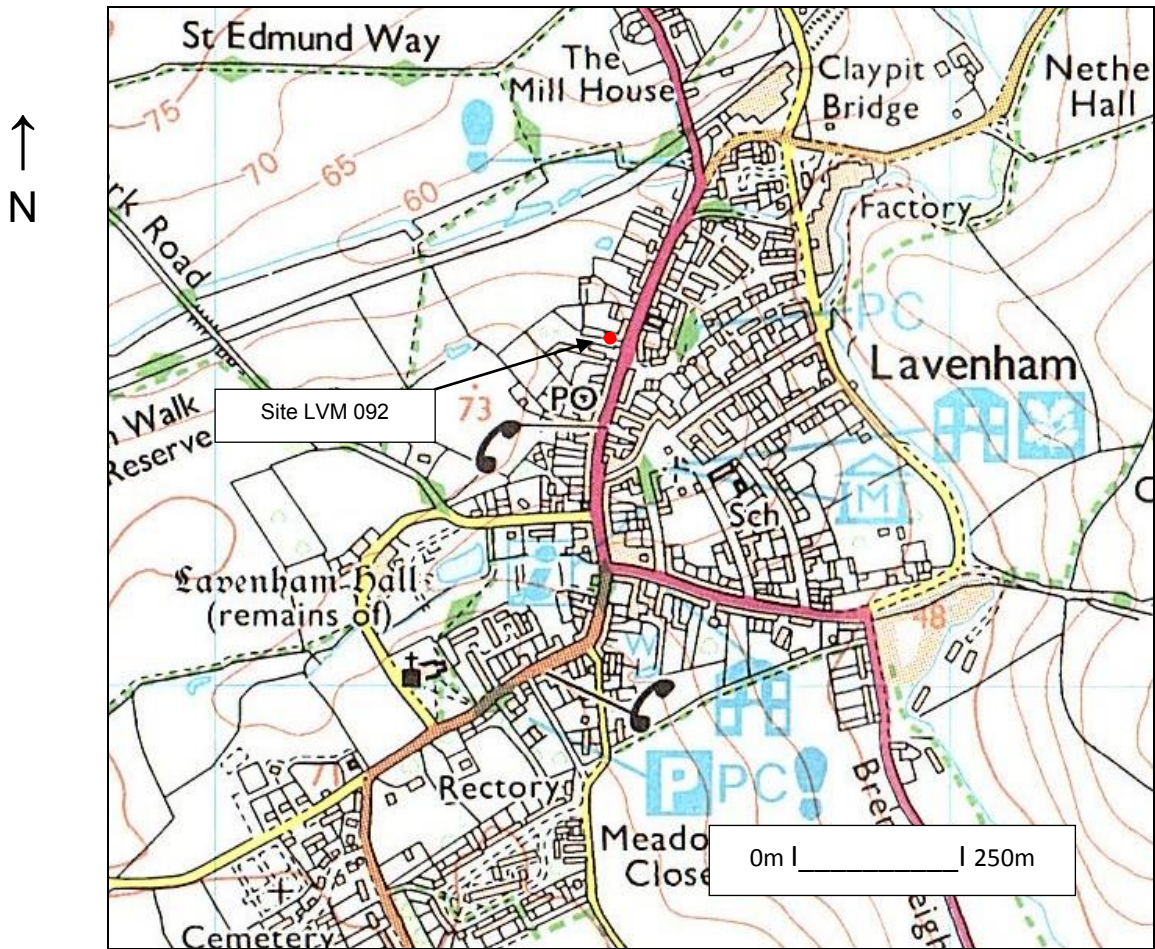 St Edmund Way
The
Mill House
Claypit
Bridge
Nethe
Hall
75
70
65
60
N
rk Road
Factory
PC
Lavenham
Site LVM 092
73
PO
n Walk
Reserve
M
Sch
C
Lavenham Hall
(remains of)
48
W
71
Rectory
P PC
Meado
Close
Bre
eigh
0m 250m
Cemetery